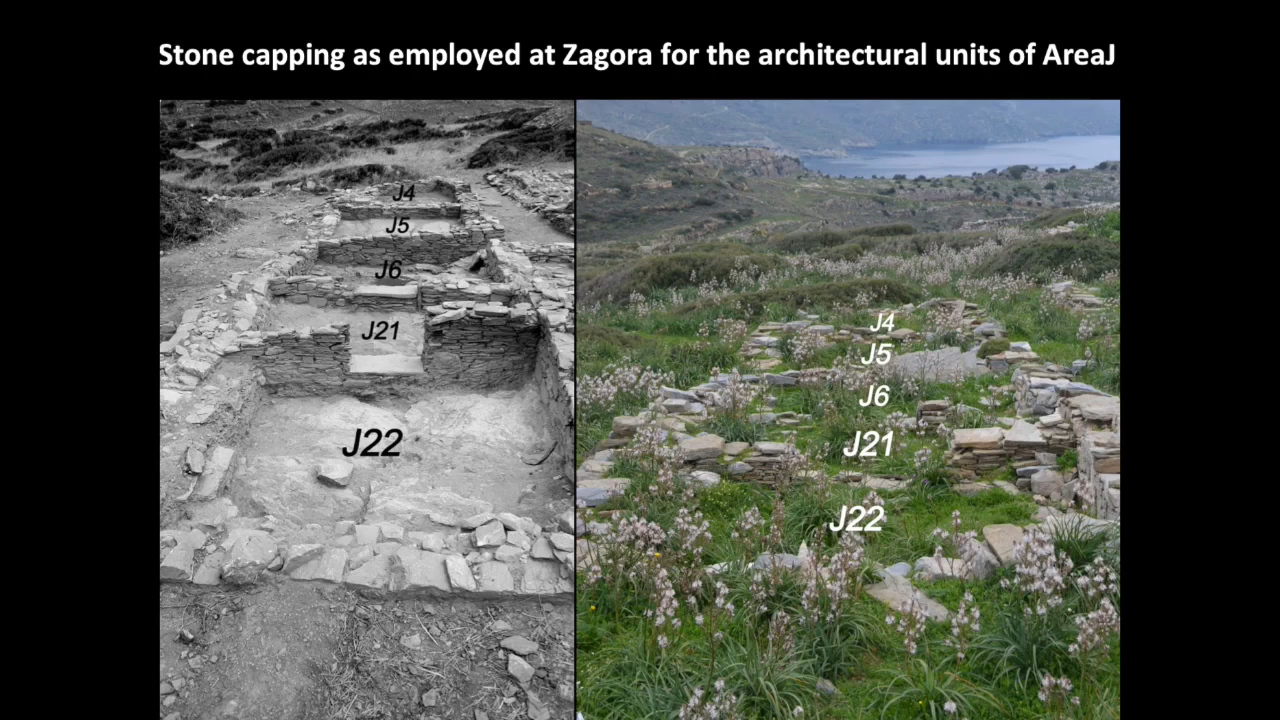 Stone capping as employed at Zagora for the architectural units of AreaJ
J4
J5
J6
J21
J22
J4
J5
J6
J21
J22